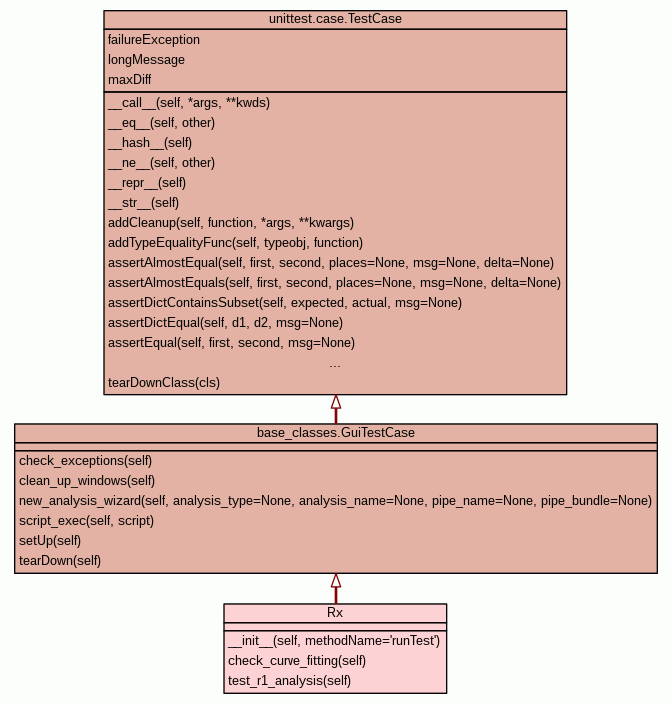 unittest.case.TestCase
failureException
longMessage
maxDiff
__call__(self, *args, **kwds)
__eq__(self, other)
__hash__(self)
__ne__(self, other)
__repr__(self)
__str__(self)
addCleanup(self, function, *args, **kwargs)
addTypeEqualityFunc(self, typeobj, function)
assertAlmostEqual(self, first, second, places=None, msg=None, delta=None)
assertAlmostEquals(self, first, second, places=None, msg=None, delta=None)
assertDictContainsSubset(self, expected, actual, msg=None)
assertDictEqual(self, d1, d2, msg=None)
assertEqual(self, first, second, msg=None)
...
tearDownClass(cls)
base_classes.GuiTestCase
check_exceptions(self)
clean_up_windows(self)
new_analysis_wizard(self, analysis_type=None, analysis_name=None, pipe_name=None, pipe_bundle=None)
script_exec(self, script)
setUp(self)
tearDown(self)
Rx
__init__(self, methodName='runTest')
check_curve_fitting(self)
test_r1_analysis(self)